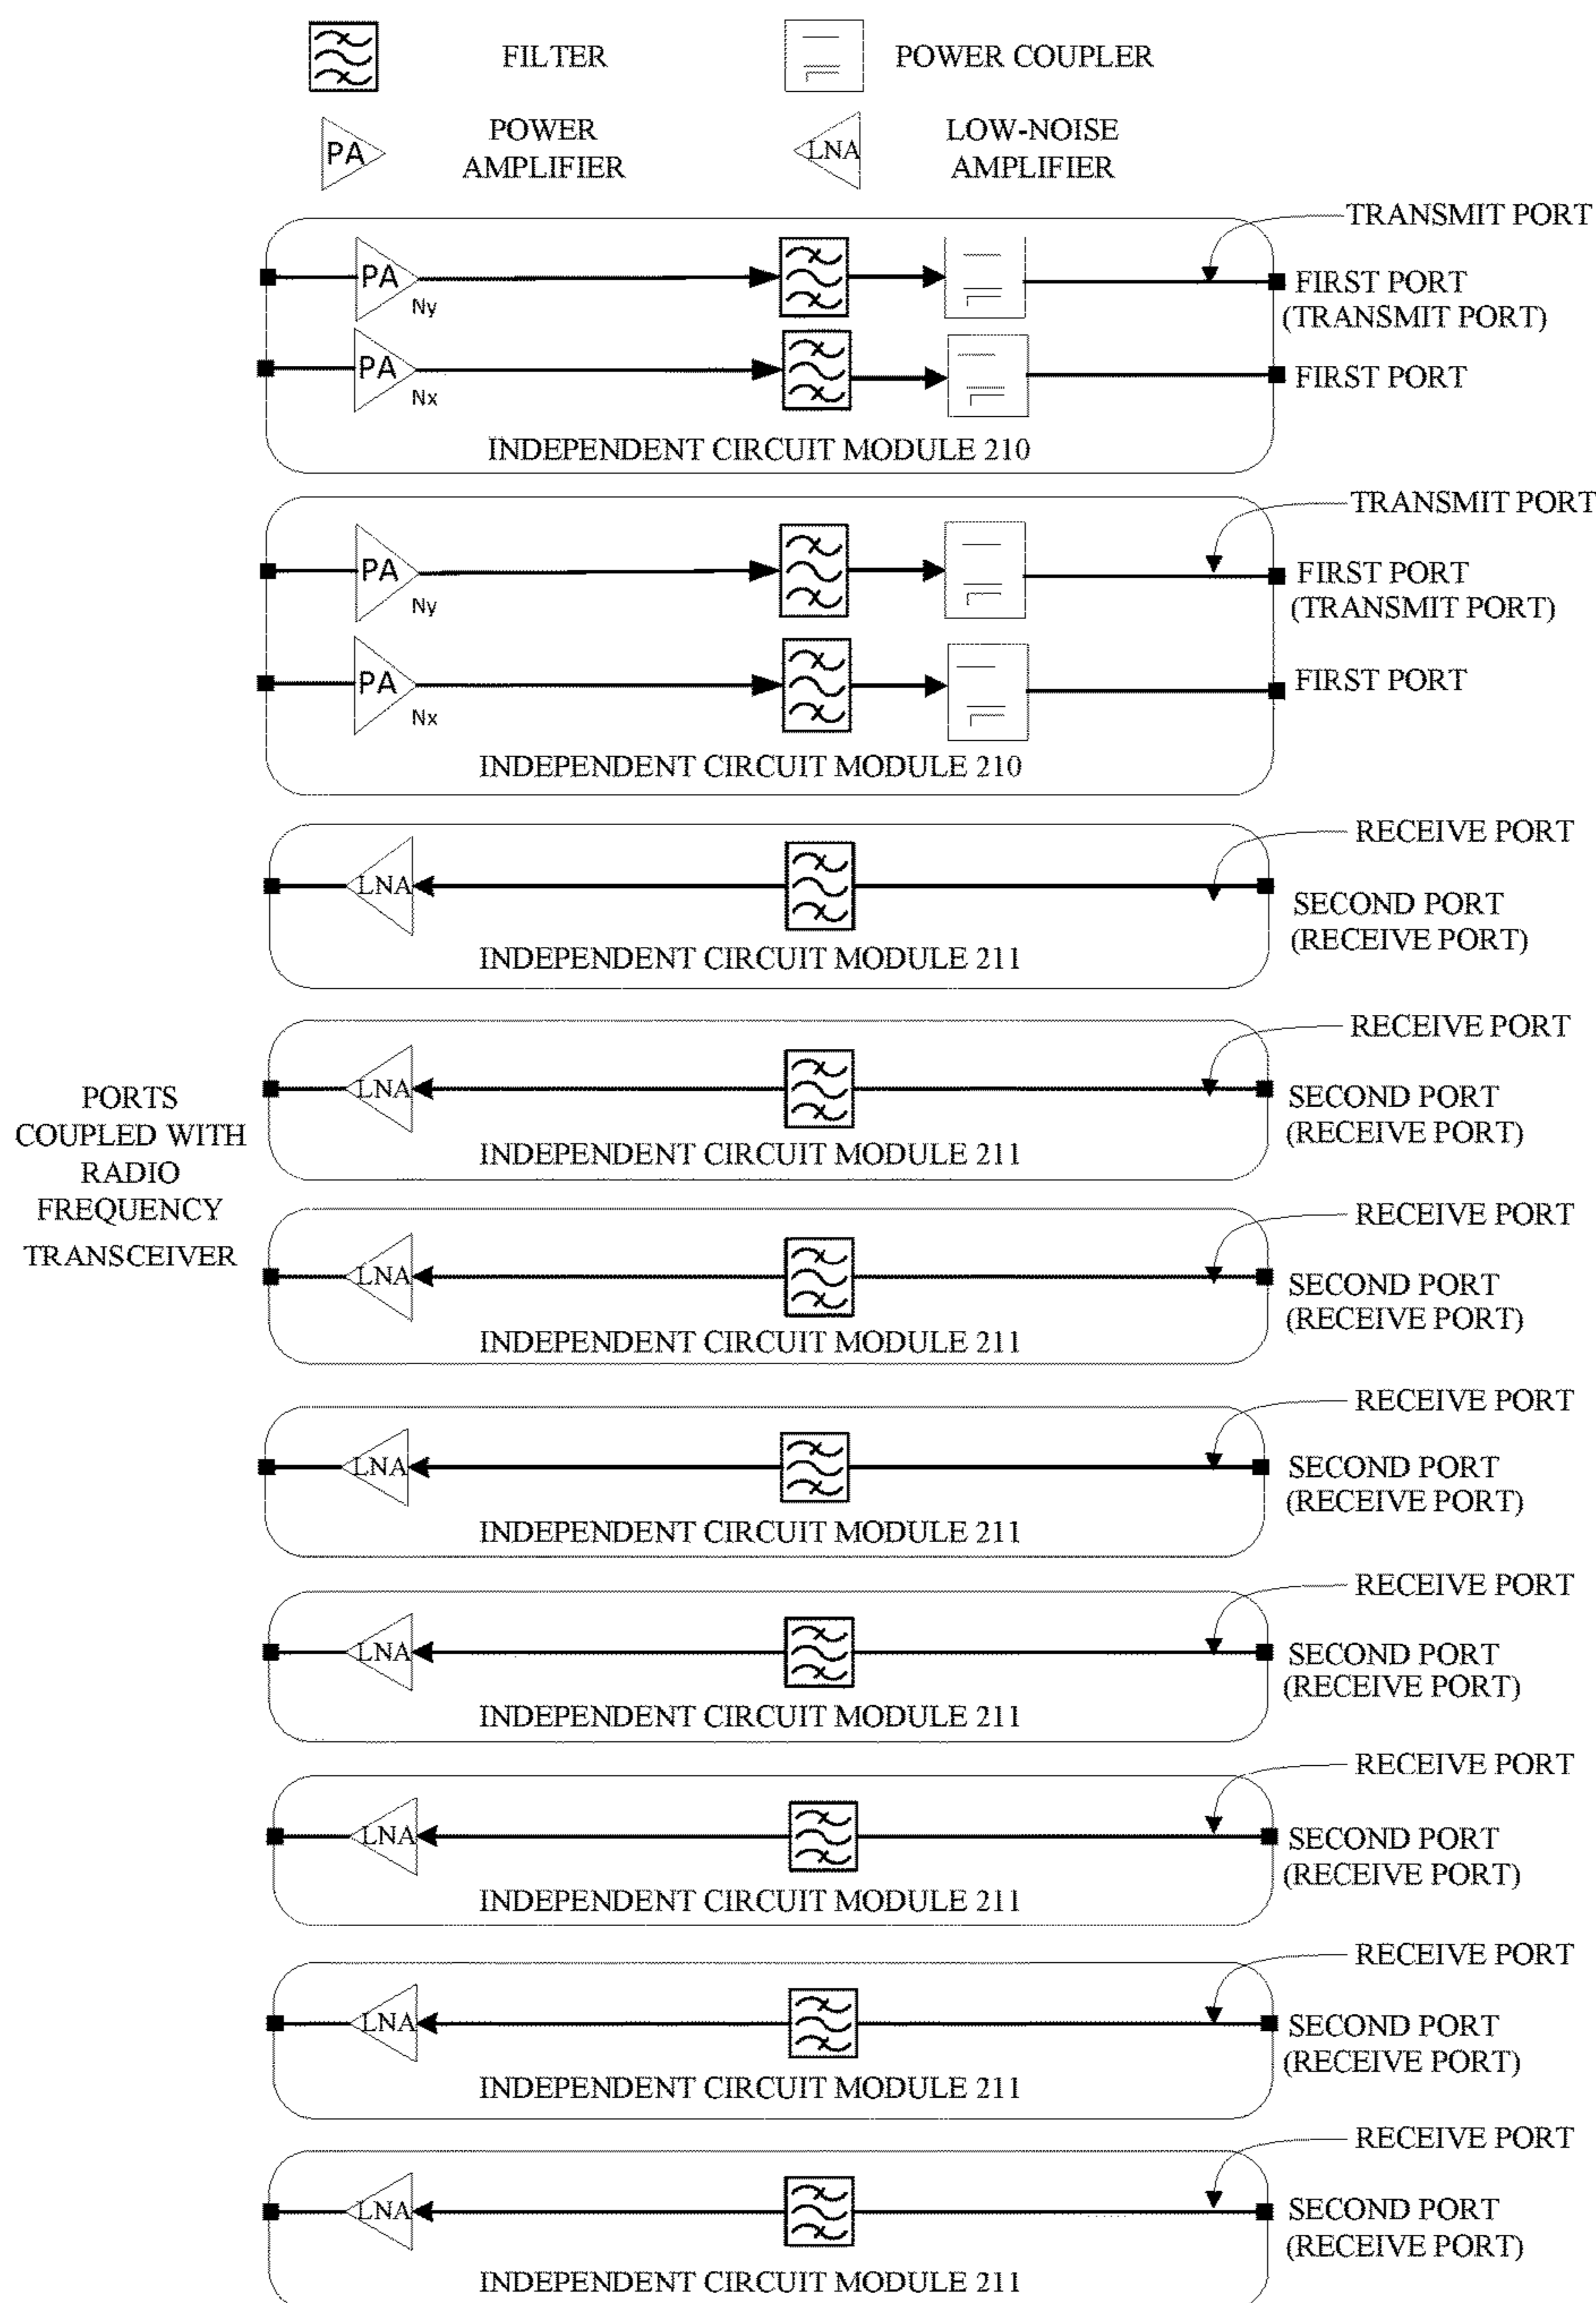 FILTER
POWER COUPLER
PA
POWER
AMPLIFIER
LNA
LOW-NOISE
AMPLIFIER
TRANSMIT PORT
PA
Ny
FIRST PORT
(TRANSMIT PORT)
PA
Nx
FIRST PORT
INDEPENDENT CIRCUIT MODULE 210
TRANSMIT PORT
PA
Ny
FIRST PORT
(TRANSMIT PORT)
PA
Nx
FIRST PORT
INDEPENDENT CIRCUIT MODULE 210
RECEIVE PORT
LNA
SECOND PORT
(RECEIVE PORT)
INDEPENDENT CIRCUIT MODULE 211
RECEIVE PORT
LNA
SECOND PORT
(RECEIVE PORT)
INDEPENDENT CIRCUIT MODULE 211
PORTS
COUPLED WITH
RADIO
FREQUENCY
TRANSCEIVER
RECEIVE PORT
LNA
SECOND PORT
(RECEIVE PORT)
INDEPENDENT CIRCUIT MODULE 211
RECEIVE PORT
LNA
SECOND PORT
(RECEIVE PORT)
INDEPENDENT CIRCUIT MODULE 211
RECEIVE PORT
LNA
SECOND PORT
(RECEIVE PORT)
INDEPENDENT CIRCUIT MODULE 211
RECEIVE PORT
LNA
SECOND PORT
(RECEIVE PORT)
INDEPENDENT CIRCUIT MODULE 211
RECEIVE PORT
LNA
SECOND PORT
(RECEIVE PORT)
INDEPENDENT CIRCUIT MODULE 211
RECEIVE PORT
LNA
SECOND PORT
(RECEIVE PORT)
INDEPENDENT CIRCUIT MODULE 211